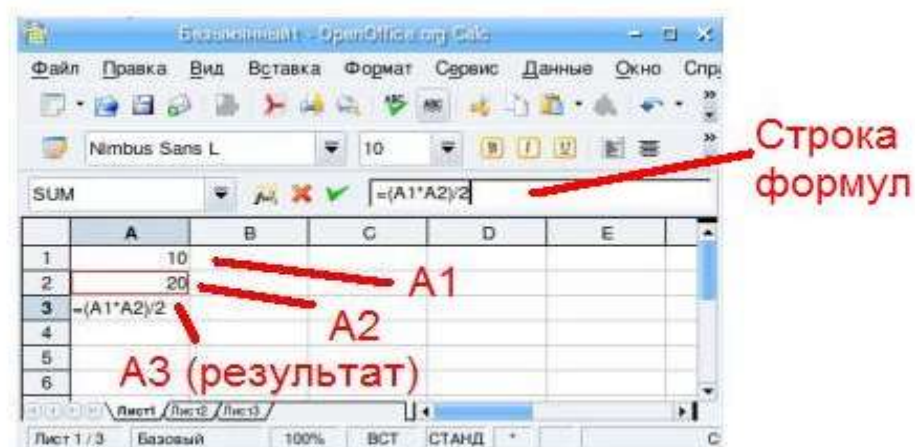 Безымянный1 - OpenOffice.org Calc
Файл Правка Вид Вставка Формат Сервис Данные Окно Спр
Nimbus Sans L 10
Строка
формул
SUM =(A1*A2)/2
A B C D E
1 10
2 20
3 =(A1*A2)/2
4
5
6
A1
A2
A3 (результат)
Лист1 Лист2 Лист3
Лист 1 / 3 Базовый 100% ВСТ СТАНД *